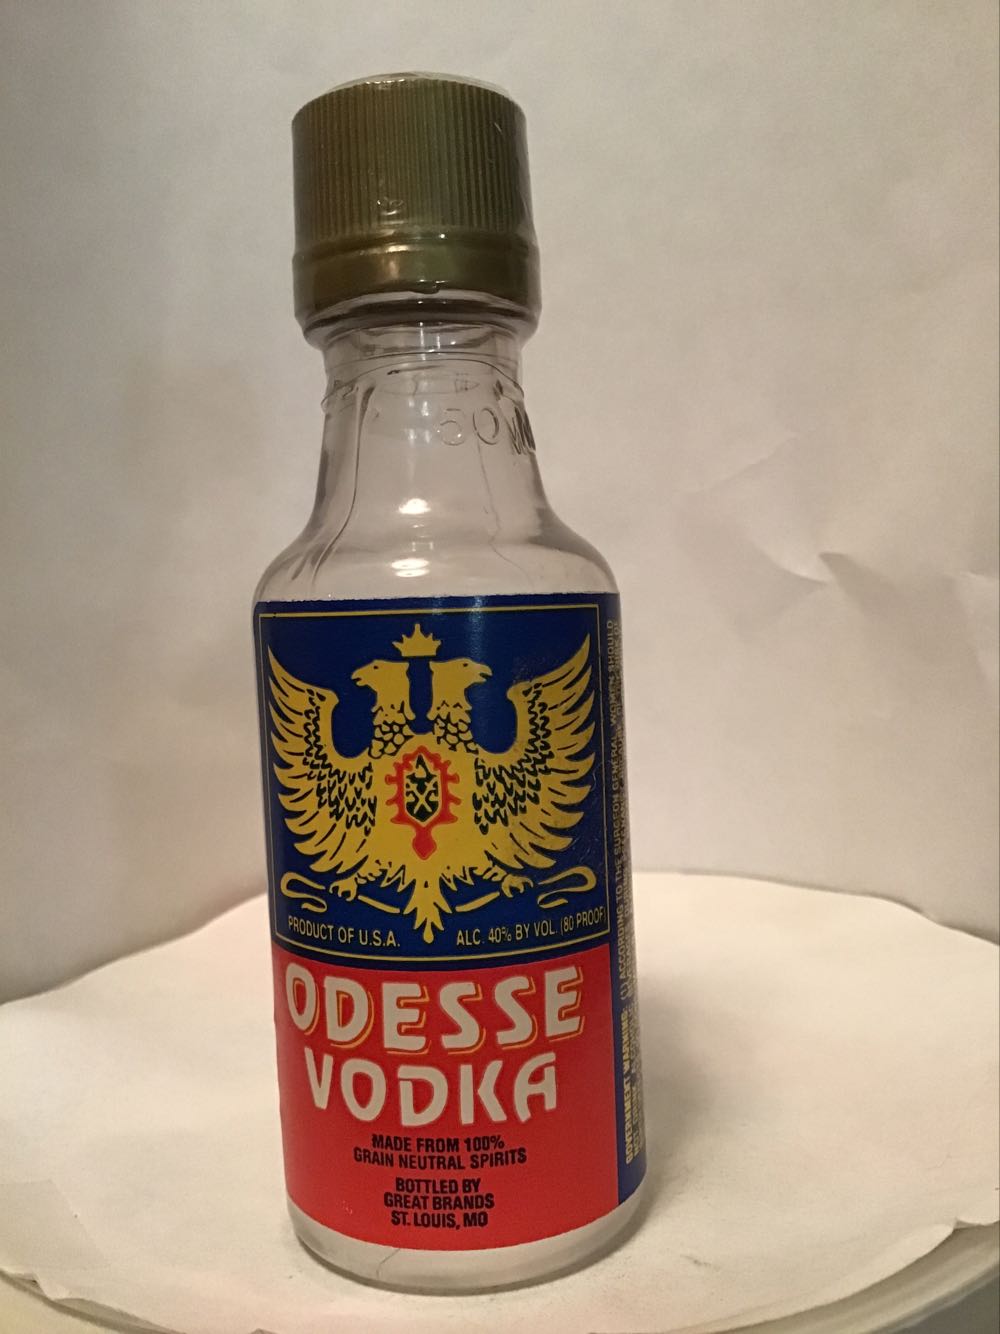 50 ML
PRODUCT OF U.S.A.
ALC. 40% BY VOL. (80 PROOF)
ODESSE
VODKA
MADE FROM 100%
GRAIN NEUTRAL SPIRITS
BOTTLED BY
GREAT BRANDS
ST. LOUIS, MO
GOVERNMENT WARNING: (1) ACCORDING TO THE SURGEON GENERAL, WOMEN SHOULD